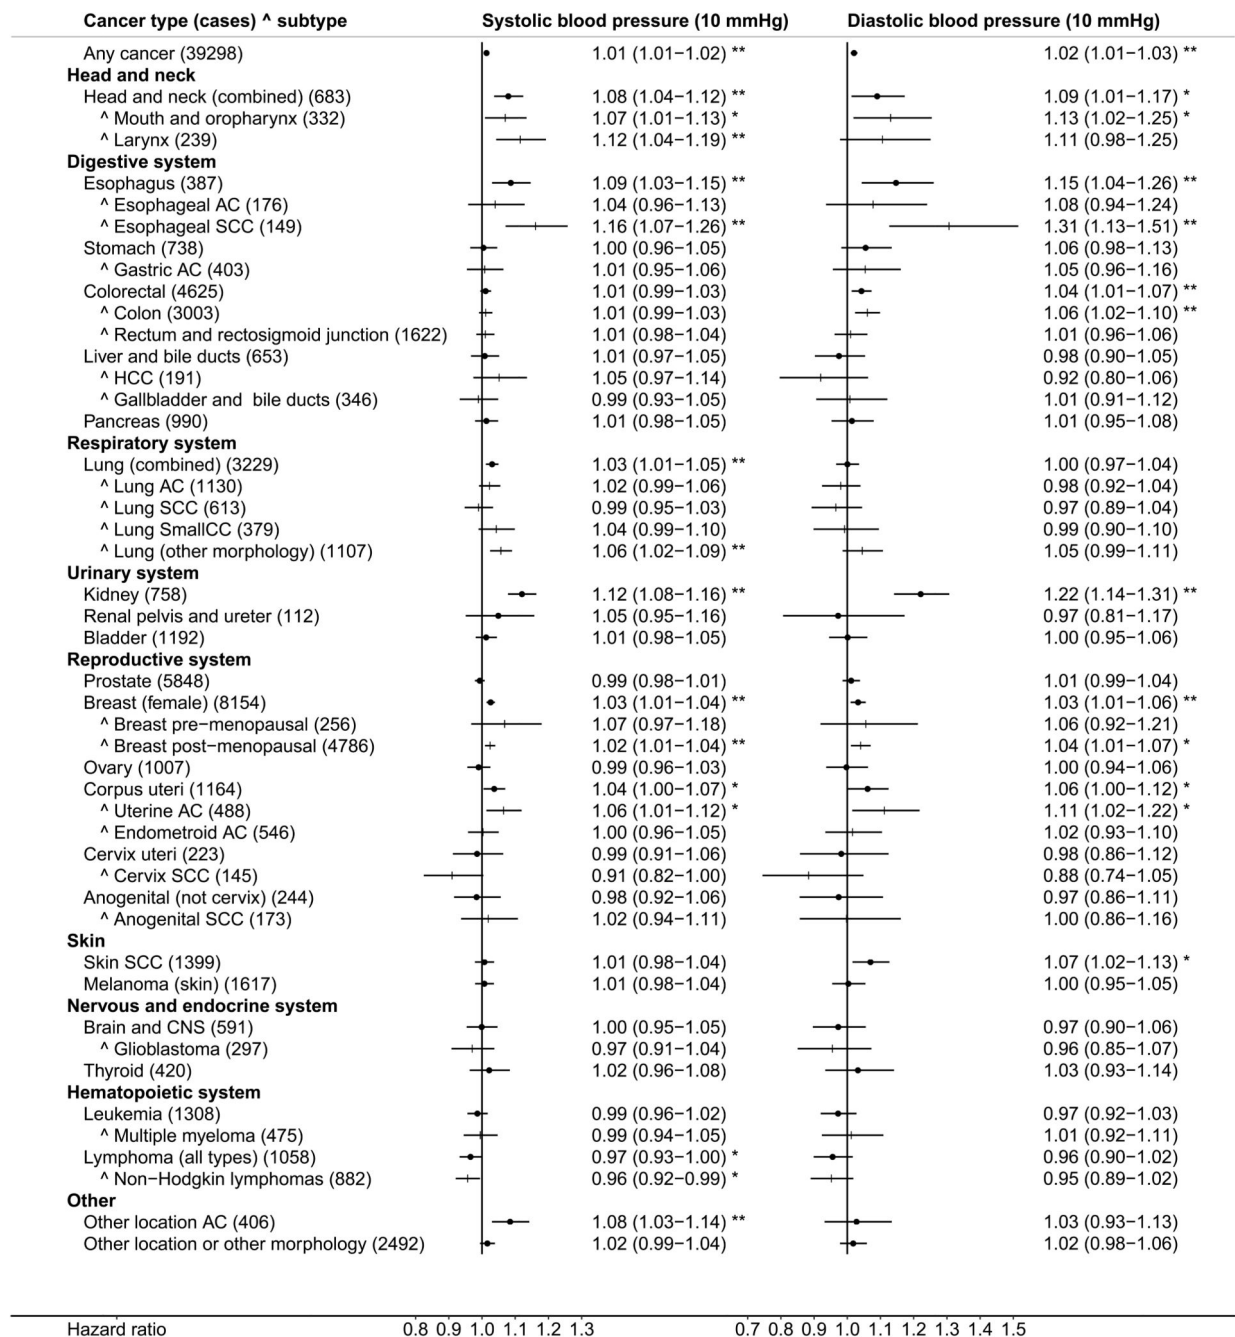 Cancer type (cases) ^ subtype Systolic blood pressure (10 mmHg) Diastolic blood pressure (10 mmHg)
Any cancer (39298) 1.01 (1.01−1.02) ** 1.02 (1.01−1.03) **
Head and neck
Head and neck (combined) (683) 1.08 (1.04−1.12) ** 1.09 (1.01−1.17) *
^ Mouth and oropharynx (332) 1.07 (1.01−1.13) * 1.13 (1.02−1.25) *
^ Larynx (239) 1.12 (1.04−1.19) ** 1.11 (0.98−1.25)
Digestive system
Esophagus (387) 1.09 (1.03−1.15) ** 1.15 (1.04−1.26) **
^ Esophageal AC (176) 1.04 (0.96−1.13) 1.08 (0.94−1.24)
^ Esophageal SCC (149) 1.16 (1.07−1.26) ** 1.31 (1.13−1.51) **
Stomach (738) 1.00 (0.96−1.05) 1.06 (0.98−1.13)
^ Gastric AC (403) 1.01 (0.95−1.06) 1.05 (0.96−1.16)
Colorectal (4625) 1.01 (0.99−1.03) 1.04 (1.01−1.07) **
^ Colon (3003) 1.01 (0.99−1.03) 1.06 (1.02−1.10) **
^ Rectum and rectosigmoid junction (1622) 1.01 (0.98−1.04) 1.01 (0.96−1.06)
Liver and bile ducts (653) 1.01 (0.97−1.05) 0.98 (0.90−1.05)
^ HCC (191) 1.05 (0.97−1.14) 0.92 (0.80−1.06)
^ Gallbladder and bile ducts (346) 0.99 (0.93−1.05) 1.01 (0.91−1.12)
Pancreas (990) 1.01 (0.98−1.05) 1.01 (0.95−1.08)
Respiratory system
Lung (combined) (3229) 1.03 (1.01−1.05) ** 1.00 (0.97−1.04)
^ Lung AC (1130) 1.02 (0.99−1.06) 0.98 (0.92−1.04)
^ Lung SCC (613) 0.99 (0.95−1.03) 0.97 (0.89−1.04)
^ Lung SmallCC (379) 1.04 (0.99−1.10) 0.99 (0.90−1.10)
^ Lung (other morphology) (1107) 1.06 (1.02−1.09) ** 1.05 (0.99−1.11)
Urinary system
Kidney (758) 1.12 (1.08−1.16) ** 1.22 (1.14−1.31) **
Renal pelvis and ureter (112) 1.05 (0.95−1.16) 0.97 (0.81−1.17)
Bladder (1192) 1.01 (0.98−1.05) 1.00 (0.95−1.06)
Reproductive system
Prostate (5848) 0.99 (0.98−1.01) 1.01 (0.99−1.04)
Breast (female) (8154) 1.03 (1.01−1.04) ** 1.03 (1.01−1.06) **
^ Breast pre−menopausal (256) 1.07 (0.97−1.18) 1.06 (0.92−1.21)
^ Breast post−menopausal (4786) 1.02 (1.01−1.04) ** 1.04 (1.01−1.07) *
Ovary (1007) 0.99 (0.96−1.03) 1.00 (0.94−1.06)
Corpus uteri (1164) 1.04 (1.00−1.07) * 1.06 (1.00−1.12) *
^ Uterine AC (488) 1.06 (1.01−1.12) * 1.11 (1.02−1.22) *
^ Endometroid AC (546) 1.00 (0.96−1.05) 1.02 (0.93−1.10)
Cervix uteri (223) 0.99 (0.91−1.06) 0.98 (0.86−1.12)
^ Cervix SCC (145) 0.91 (0.82−1.00) 0.88 (0.74−1.05)
Anogenital (not cervix) (244) 0.98 (0.92−1.06) 0.97 (0.86−1.11)
^ Anogenital SCC (173) 1.02 (0.94−1.11) 1.00 (0.86−1.16)
Skin
Skin SCC (1399) 1.01 (0.98−1.04) 1.07 (1.02−1.13) *
Melanoma (skin) (1617) 1.01 (0.98−1.04) 1.00 (0.95−1.05)
Nervous and endocrine system
Brain and CNS (591) 1.00 (0.95−1.05) 0.97 (0.90−1.06)
^ Glioblastoma (297) 0.97 (0.91−1.04) 0.96 (0.85−1.07)
Thyroid (420) 1.02 (0.96−1.08) 1.03 (0.93−1.14)
Hematopoietic system
Leukemia (1308) 0.99 (0.96−1.02) 0.97 (0.92−1.03)
^ Multiple myeloma (475) 0.99 (0.94−1.05) 1.01 (0.92−1.11)
Lymphoma (all types) (1058) 0.97 (0.93−1.00) * 0.96 (0.90−1.02)
^ Non−Hodgkin lymphomas (882) 0.96 (0.92−0.99) * 0.95 (0.89−1.02)
Other
Other location AC (406) 1.08 (1.03−1.14) ** 1.03 (0.93−1.13)
Other location or other morphology (2492) 1.02 (0.99−1.04) 1.02 (0.98−1.06)
Hazard ratio 0.8 0.9 1.0 1.1 1.2 1.3 0.7 0.8 0.9 1.0 1.1 1.2 1.3 1.4 1.5